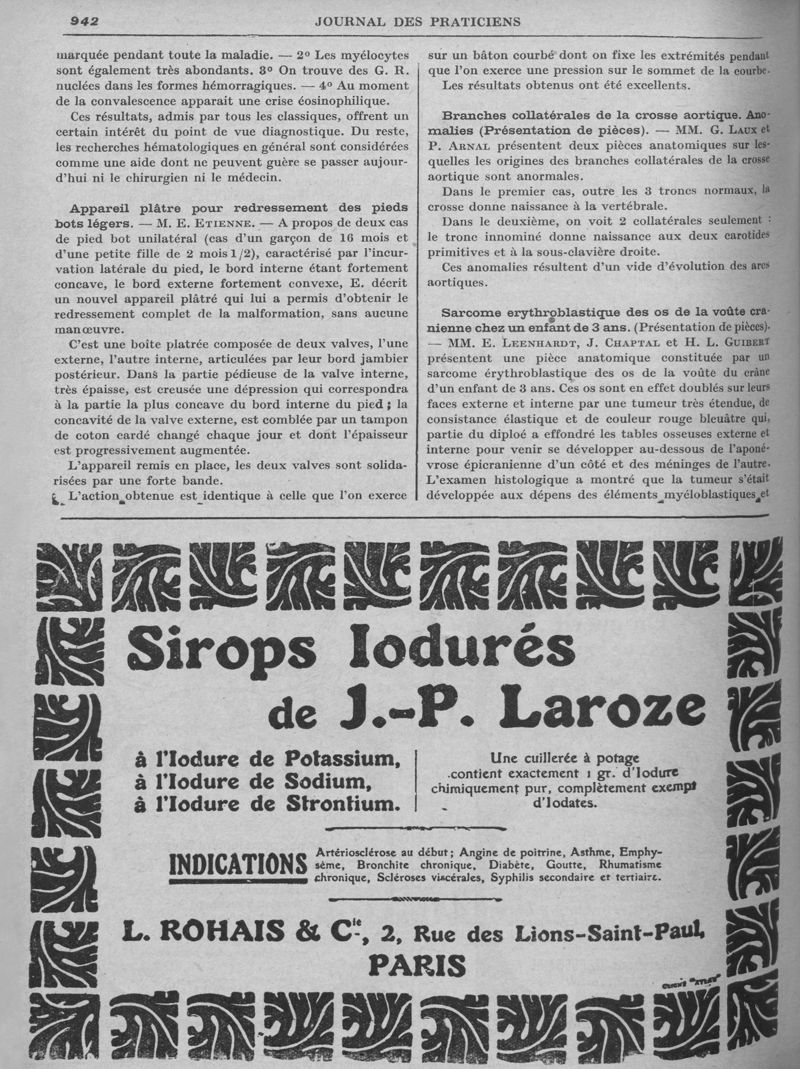 942
JOURNAL DES PRATICIENS
marquée pendant toute la maladie. — 2° Les myélocytes
sont également très abondants. 3° On trouve des G. R.
nucléés dans les formes hémorragiques. — 4° Au moment
de la convalescence apparait une crise éosinophilique.
Ces résultats, admis par tous les classiques, offrent un
certain intérêt du point de vue diagnostique. Du reste,
les recherches hématologiques en général sont considérées
comme une aide dont ne peuvent guère se passer aujour-
d'hui ni le chirurgien ni le médecin.
Appareil plâtre pour redressement des pieds
bots légers. — M. E. ETIENNE. — A propos de deux cas
de pied bot unilatéral (cas d'un garçon de 16 mois et
d'une petite fille de 2 mois 1/2), caractérisé par l'incur-
vation latérale du pied, le bord interne étant fortement
concave, le bord externe fortement convexe, E. décrit
un nouvel appareil plâtré qui lui a permis d'obtenir le
redressement complet de la malformation, sans aucune
manœuvre.
C'est une boîte platrée composée de deux valves, l'une
externe, l'autre interne, articulées par leur bord jambier
postérieur. Dans la partie pédieuse de la valve interne,
très épaisse, est creusée une dépression qui correspondra
à la partie la plus concave du bord interne du pied ; la
concavité de la valve externe, est comblée par un tampon
de coton cardé changé chaque jour et dont l'épaisseur
est progressivement augmentée.
L'appareil remis en place, les deux valves sont solida-
risées par une forte bande.
L'action obtenue est identique à celle que l'on exerce
sur un bâton courbé dont on fixe les extrémités pendant
que l'on exerce une pression sur le sommet de la courbe.
Les résultats obtenus ont été excellents.
Branches collatérales de la crosse aortique. Ano-
malies (Présentation de pièces). — MM. G. LAUX et
P. ARNAL présentent deux pièces anatomiques sur les-
quelles les origines des branches collatérales de la crosse
aortique sont anormales.
Dans le premier cas, outre les 3 troncs normaux, la
crosse donne naissance à la vertébrale.
Dans le deuxième, on voit 2 collatérales seulement :
le tronc innominé donne naissance aux deux carotides
primitives et à la sous-clavière droite.
Ces anomalies résultent d'un vide d'évolution des arcs
aortiques.
Sarcome erythroblastique des os de la voûte cra-
nienne chez un enfant de 3 ans. (Présentation de pièces).
— MM. E. LEENHARDT, J. CHAPTAL et H. L. GUIBERT
présentent une pièce anatomique constituée par un
sarcome érythroblastique des os de la voûte du crâne
d'un enfant de 3 ans. Ces os sont en effet doublés sur leurs
faces externe et interne par une tumeur très étendue, de
consistance élastique et de couleur rouge bleuâtre qui,
partie du diploé a effondré les tables osseuses externe et
interne pour venir se développer au-dessous de l'aponé-
vrose épicranienne d'un côté et des méninges de l'autre.
L'examen histologique a montré que la tumeur s'était
développée aux dépens des éléments myéloblastiques et
Sirops Iodurés
de J.-P. Laroze
à l'Iodure de Potassium,
à l'Iodure de Sodium,
à l'Iodure de Strontium.
Une cuillerée à potage
contient exactement 1 gr. d'Iodure
chimiquement pur, complètement exempt
d'Iodates.
INDICATIONS
Artériosclérose au début ; Angine de poitrine, Asthme, Emphy-
sème, Bronchite chronique, Diabète, Goutte, Rhumatisme
chronique, Scléroses viscérales, Syphilis secondaire et tertiaire.
L. ROHAIS & Cie, 2, Rue des Lions-Saint-Paul,
PARIS
CLICHÉ "ATLAS"